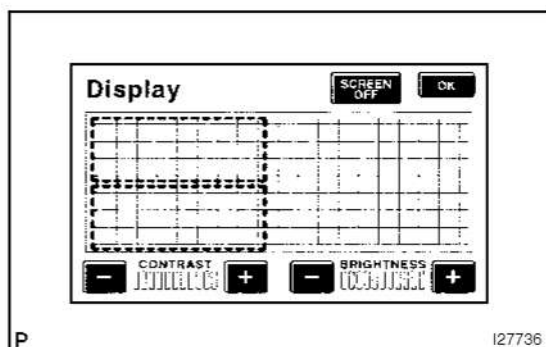 Display
SCREEN
OFF
OK
− CONTRAST +
− BRIGHTNESS +
P
I27736